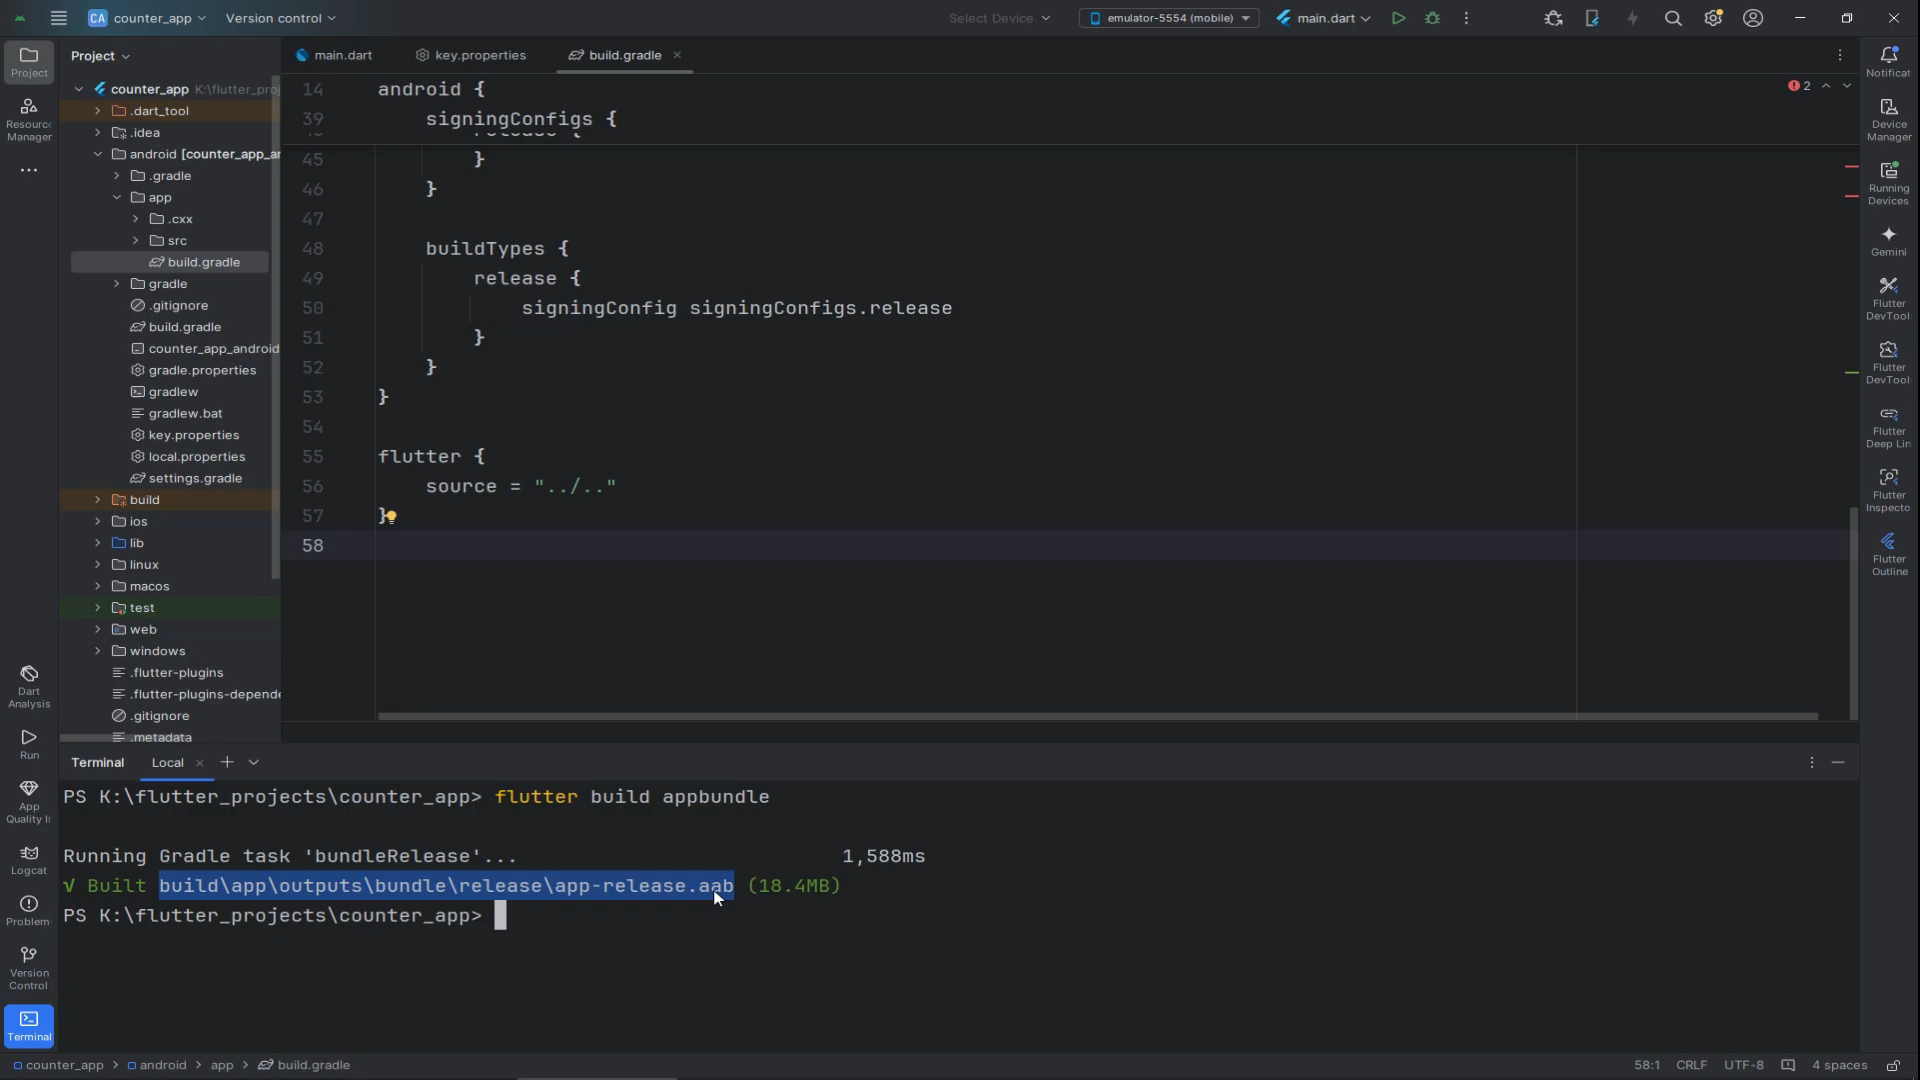 CA counter_app
Version control
Select Device
emulator-5554 (mobile)
main.dart
Project
main.dart
key.properties
build.gradle
Project
counter_app K:\flutter_proj
.dart_tool
.idea
android [counter_app_an
.gradle
app
.cxx
src
build.gradle
gradle
.gitignore
build.gradle
counter_app_android
gradle.properties
gradlew
gradlew.bat
key.properties
local.properties
settings.gradle
build
ios
lib
linux
macos
test
web
windows
.flutter-plugins
.flutter-plugins-depende
.gitignore
.metadata
Resource
Manager
Dart
Analysis
Run
App
Quality In
Logcat
Problem
Version
Control
Terminal
14 android {
39 signingConfigs {
45 }
46 }
47
48 buildTypes {
49 release {
50 signingConfig signingConfigs.release
51 }
52 }
53 }
54
55 flutter {
56 source = "../.."
57 }
58
2
Notificat
Device
Manager
Running
Devices
Gemini
Flutter
DevTool
Flutter
DevTool
Flutter
Deep Lin
Flutter
Inspecto
Flutter
Outline
Terminal
Local
PS K:\flutter_projects\counter_app> flutter build appbundle
Running Gradle task 'bundleRelease'... 1,588ms
√ Built build\app\outputs\bundle\release\app-release.aab (18.4MB)
PS K:\flutter_projects\counter_app>
counter_app > android > app > build.gradle
58:1
CRLF
UTF-8
4 spaces